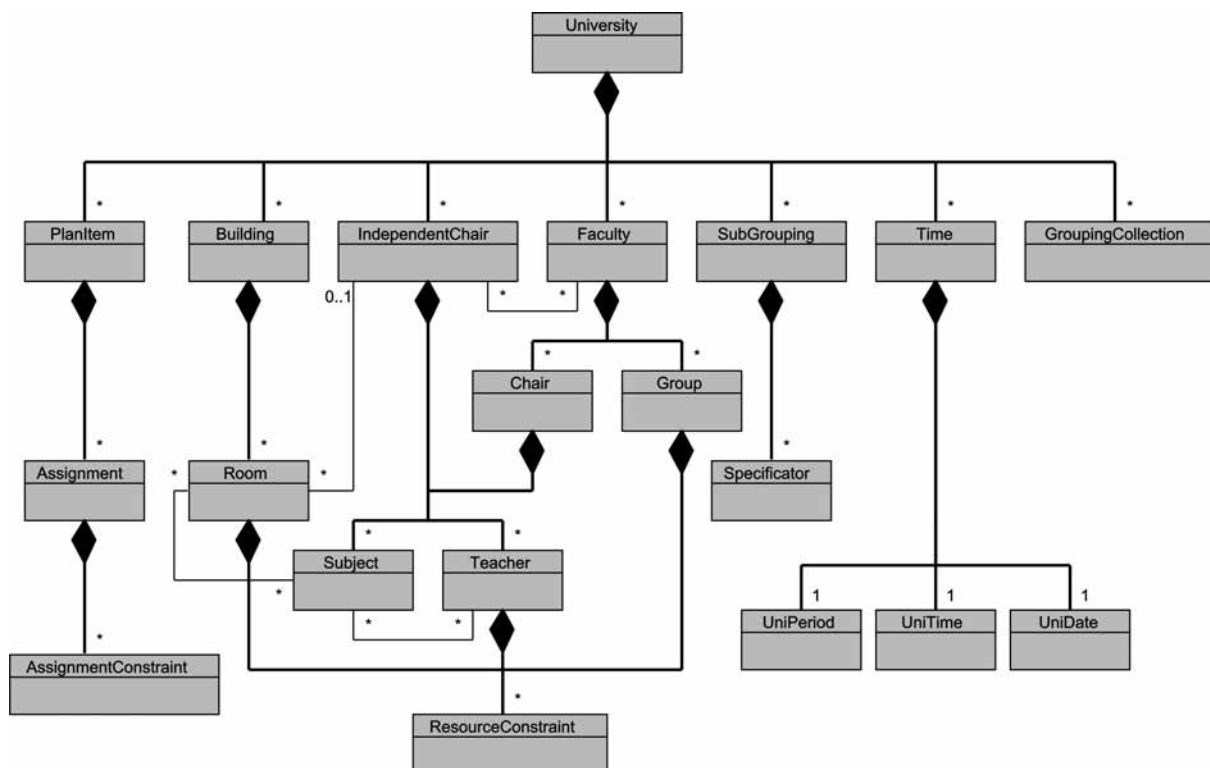 University
* * * * * * *
PlanItem Building IndependentChair Faculty SubGrouping Time GroupingCollection
0..1 * *
* *
Chair Group
* * * *
Assignment Room Specificator
* *
* *
Subject Teacher
*
1 1 1
* *
UniPeriod UniTime UniDate
*
AssignmentConstraint
*
ResourceConstraint